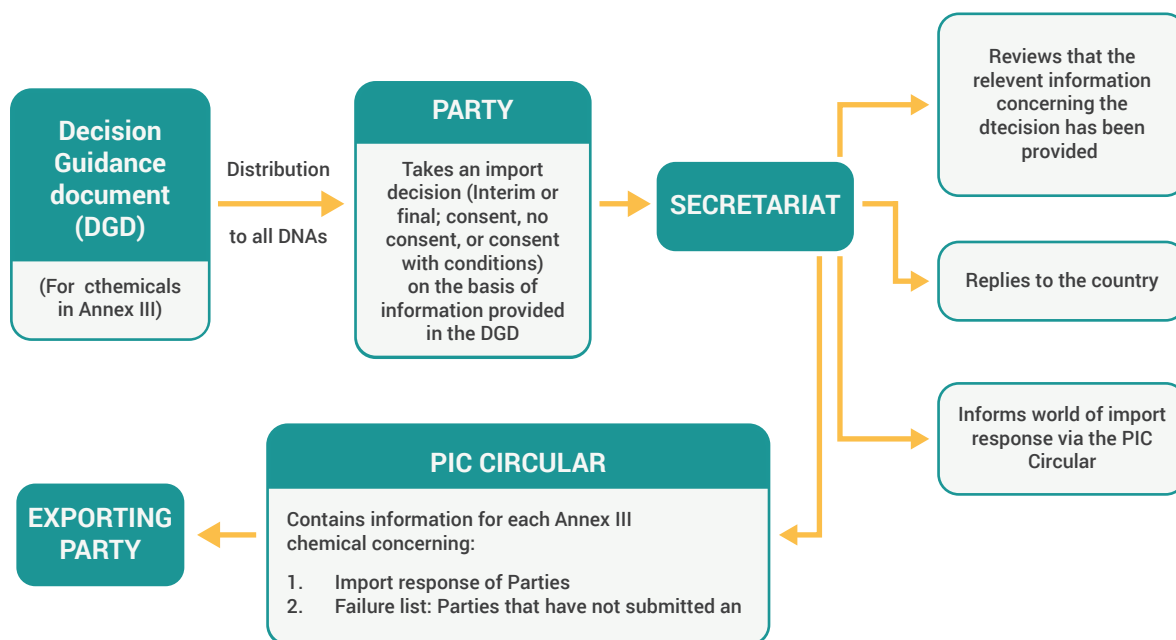 Decision
Guidance
document
(DGD)
(For cthemicals
in Annex III)
Distribution
to all DNAs
PARTY
Takes an import
decision (Interim or
final; consent, no
consent, or consent
with conditions)
on the basis of
information provided
in the DGD
SECRETARIAT
Reviews that the
relevent information
concerning the
dtecision has been
provided
Replies to the country
Informs world of import
response via the PIC
Circular
PIC CIRCULAR
Contains information for each Annex III
chemical concerning:
1. Import response of Parties
2. Failure list: Parties that have not submitted an
EXPORTING
PARTY